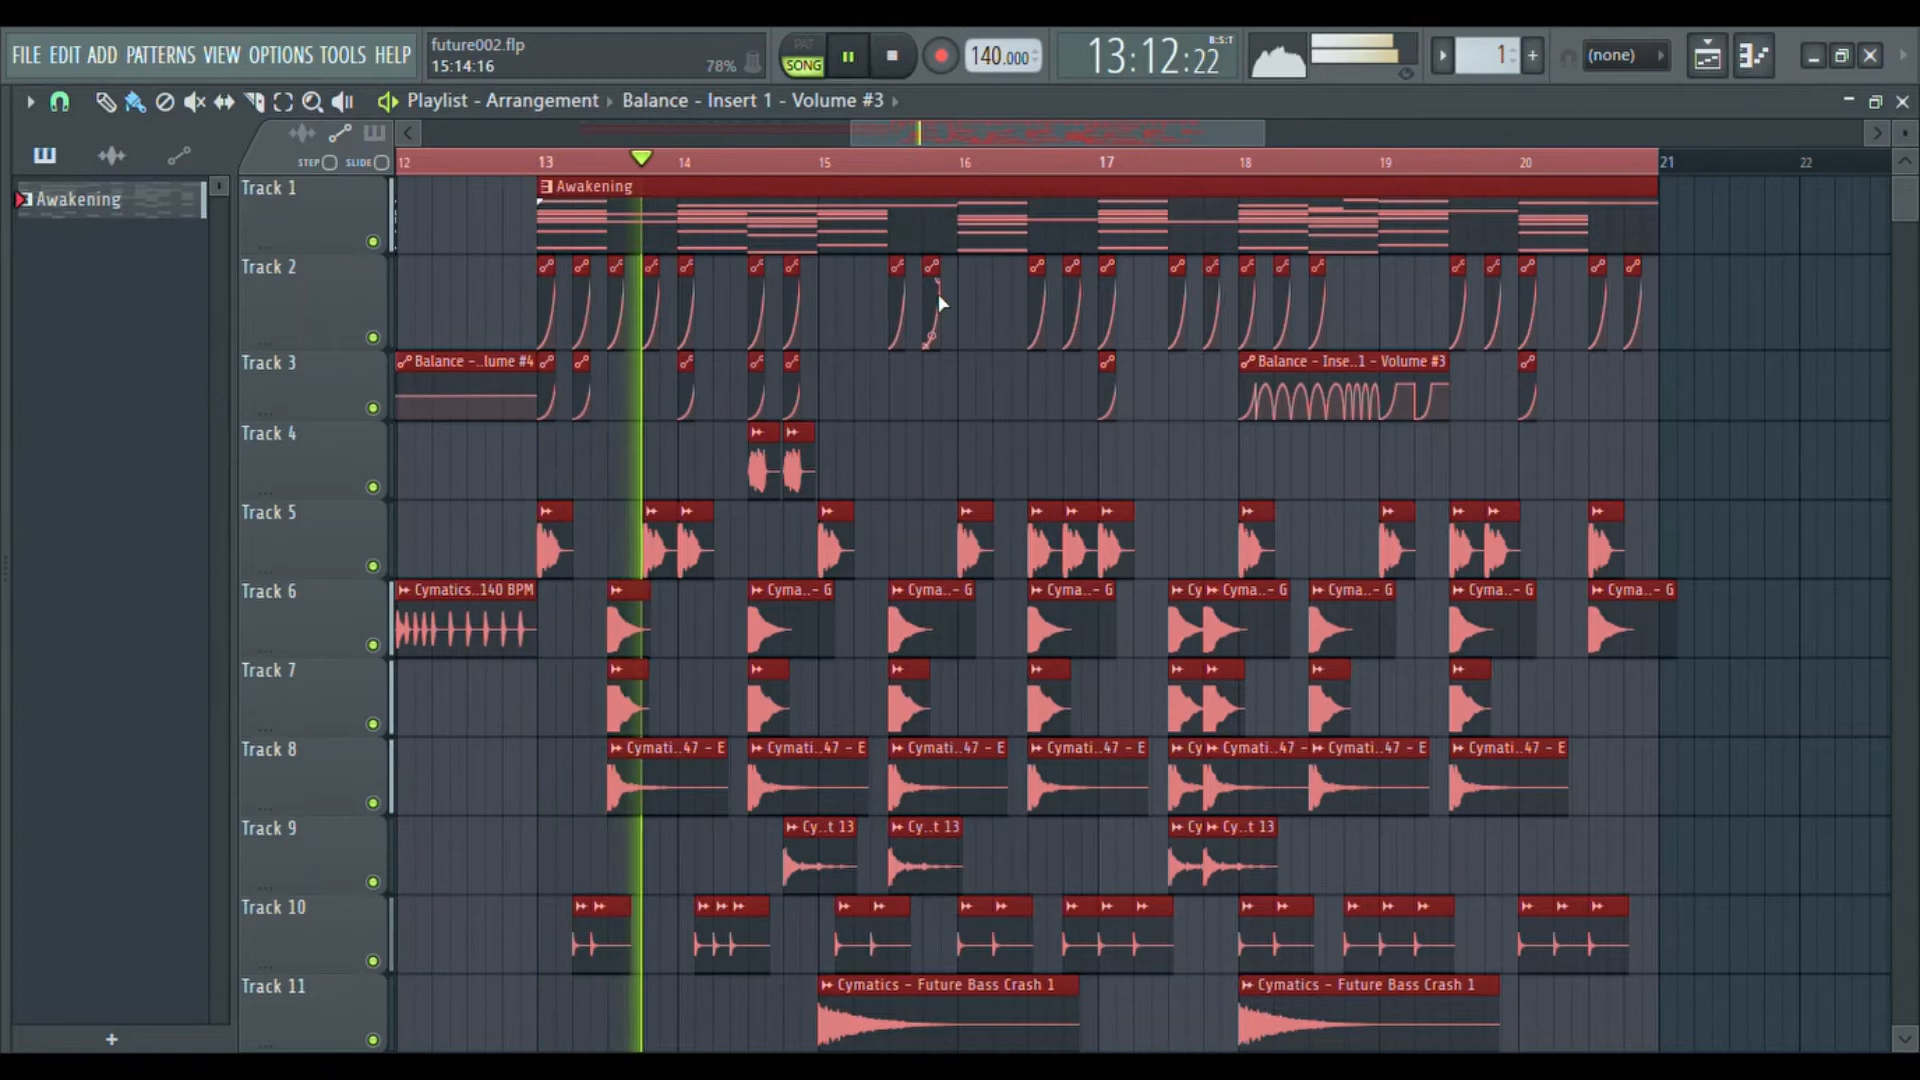 FILE EDIT ADD PATTERNS VIEW OPTIONS TOOLS HELP
future002.flp
15:14:16
78%
PAT
SONG
140.000
13:12:22
B:S:T
1
+
(none)
Playlist - Arrangement
Balance - Insert 1 - Volume #3
STEP
SLIDE
12
13
14
15
16
17
18
19
20
21
22
Awakening
Track 1
Awakening
Track 2
Track 3
Balance -..lume #4
Balance - Inse..1 - Volume #3
Track 4
Track 5
Track 6
Cymatics..140 BPM
Cyma..- G
Cyma..- G
Cyma..- G
Cy
Cyma..- G
Cyma..- G
Cyma..- G
Cyma..- G
Track 7
Track 8
Cymati..47 - E
Cymati..47 - E
Cymati..47 - E
Cymati..47 - E
Cy
Cymati..47 -
Cymati..47 - E
Cymati..47 - E
Track 9
Cy..t 13
Cy..t 13
Cy
Cy..t 13
Track 10
Track 11
Cymatics - Future Bass Crash 1
Cymatics - Future Bass Crash 1
+